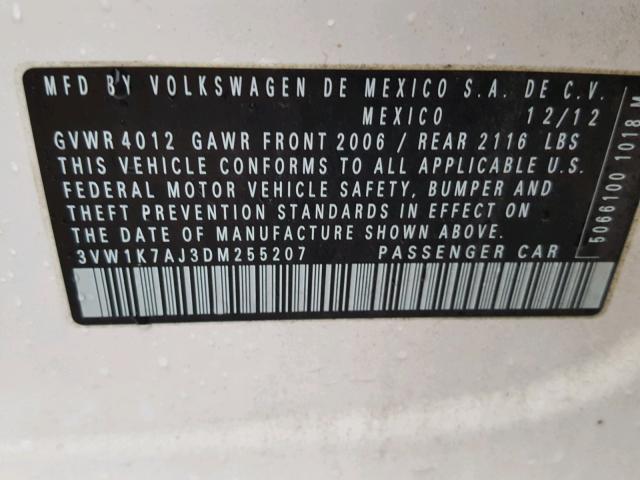 MFD BY VOLKSWAGEN DE MEXICO S.A. DE C.V.
MEXICO 12/12
GVWR 4012 GAWR FRONT 2006 / REAR 2116 LBS
THIS VEHICLE CONFORMS TO ALL APPLICABLE U.S.
FEDERAL MOTOR VEHICLE SAFETY, BUMPER AND
THEFT PREVENTION STANDARDS IN EFFECT ON
THE DATE OF MANUFACTURE SHOWN ABOVE.
3VW1K7AJ3DM255207 PASSENGER CAR
5066100 1018 M